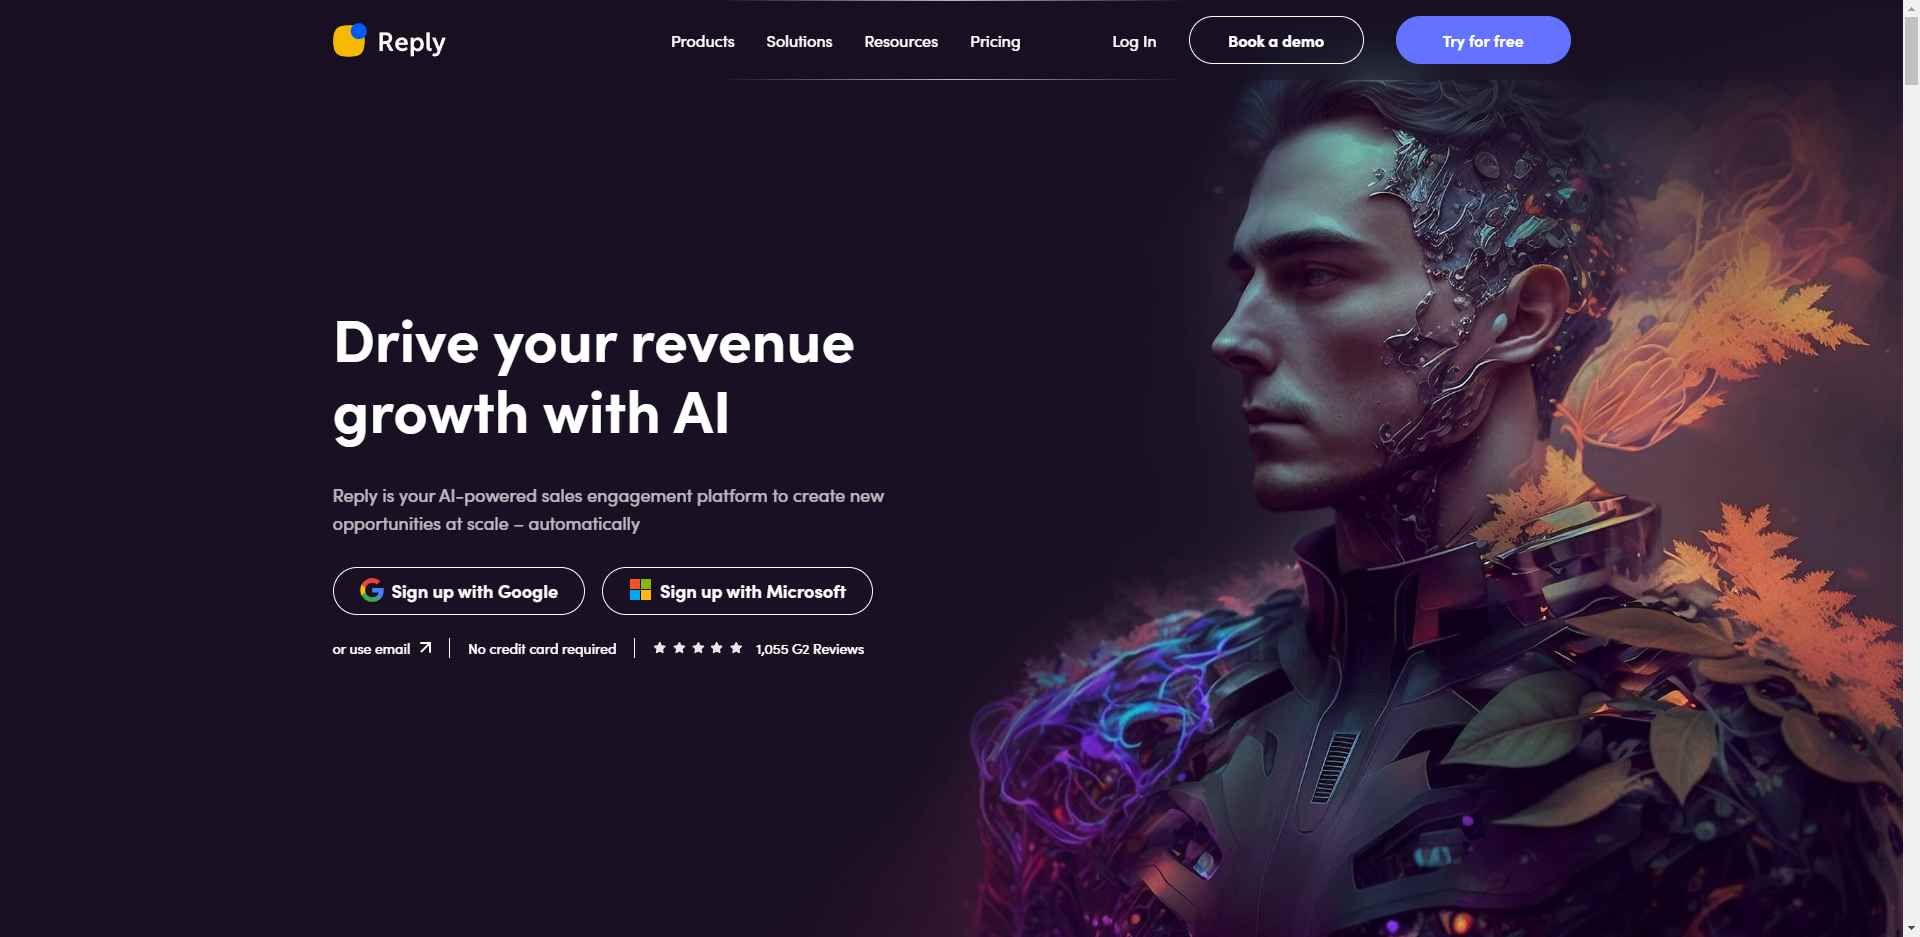 Reply
Products
Solutions
Resources
Pricing
Log In
Book a demo
Try for free
Drive your revenue
growth with AI
Reply is your AI-powered sales engagement platform to create new
opportunities at scale – automatically
Sign up with Google
Sign up with Microsoft
or use email
No credit card required
1,055 G2 Reviews